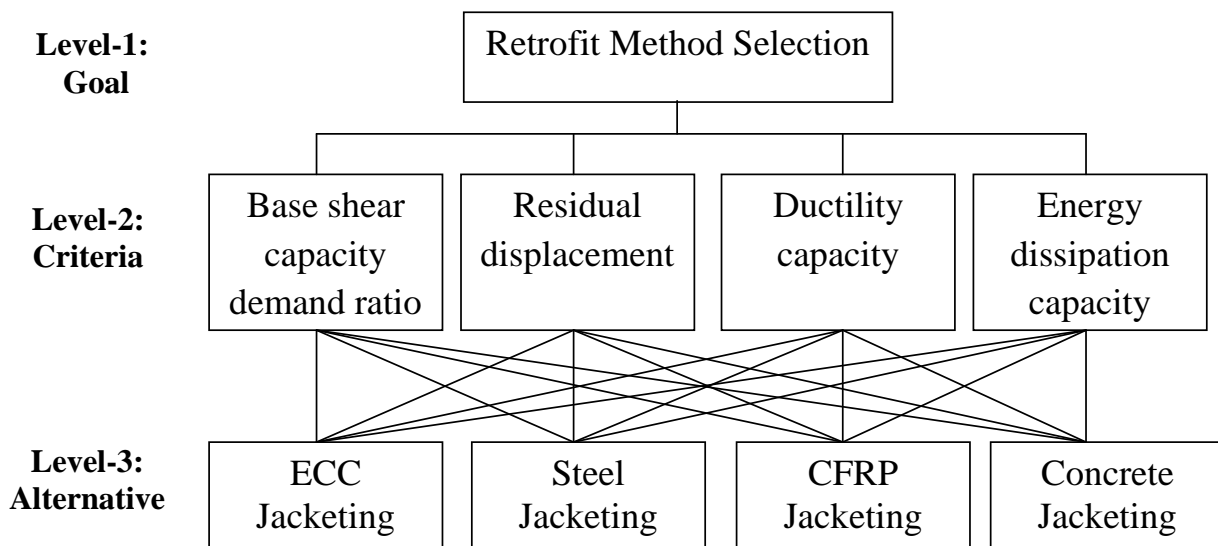 Level-1:
Goal
Retrofit Method Selection
Level-2:
Criteria
Base shear
capacity
demand ratio
Residual
displacement
Ductility
capacity
Energy
dissipation
capacity
Level-3:
Alternative
ECC
Jacketing
Steel
Jacketing
CFRP
Jacketing
Concrete
Jacketing